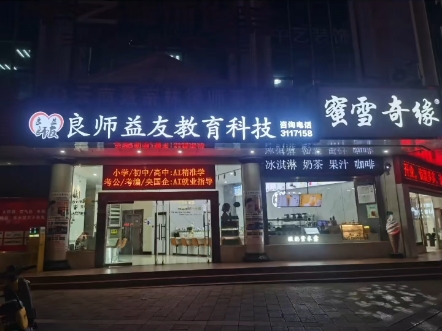 良师益友教育科技
咨询电话
3117158
蜜雪奇缘
冰淇淋 奶茶 果汁 咖啡
小学/初中/高中:AI精准学
考公/考编/央国企:AI就业指导